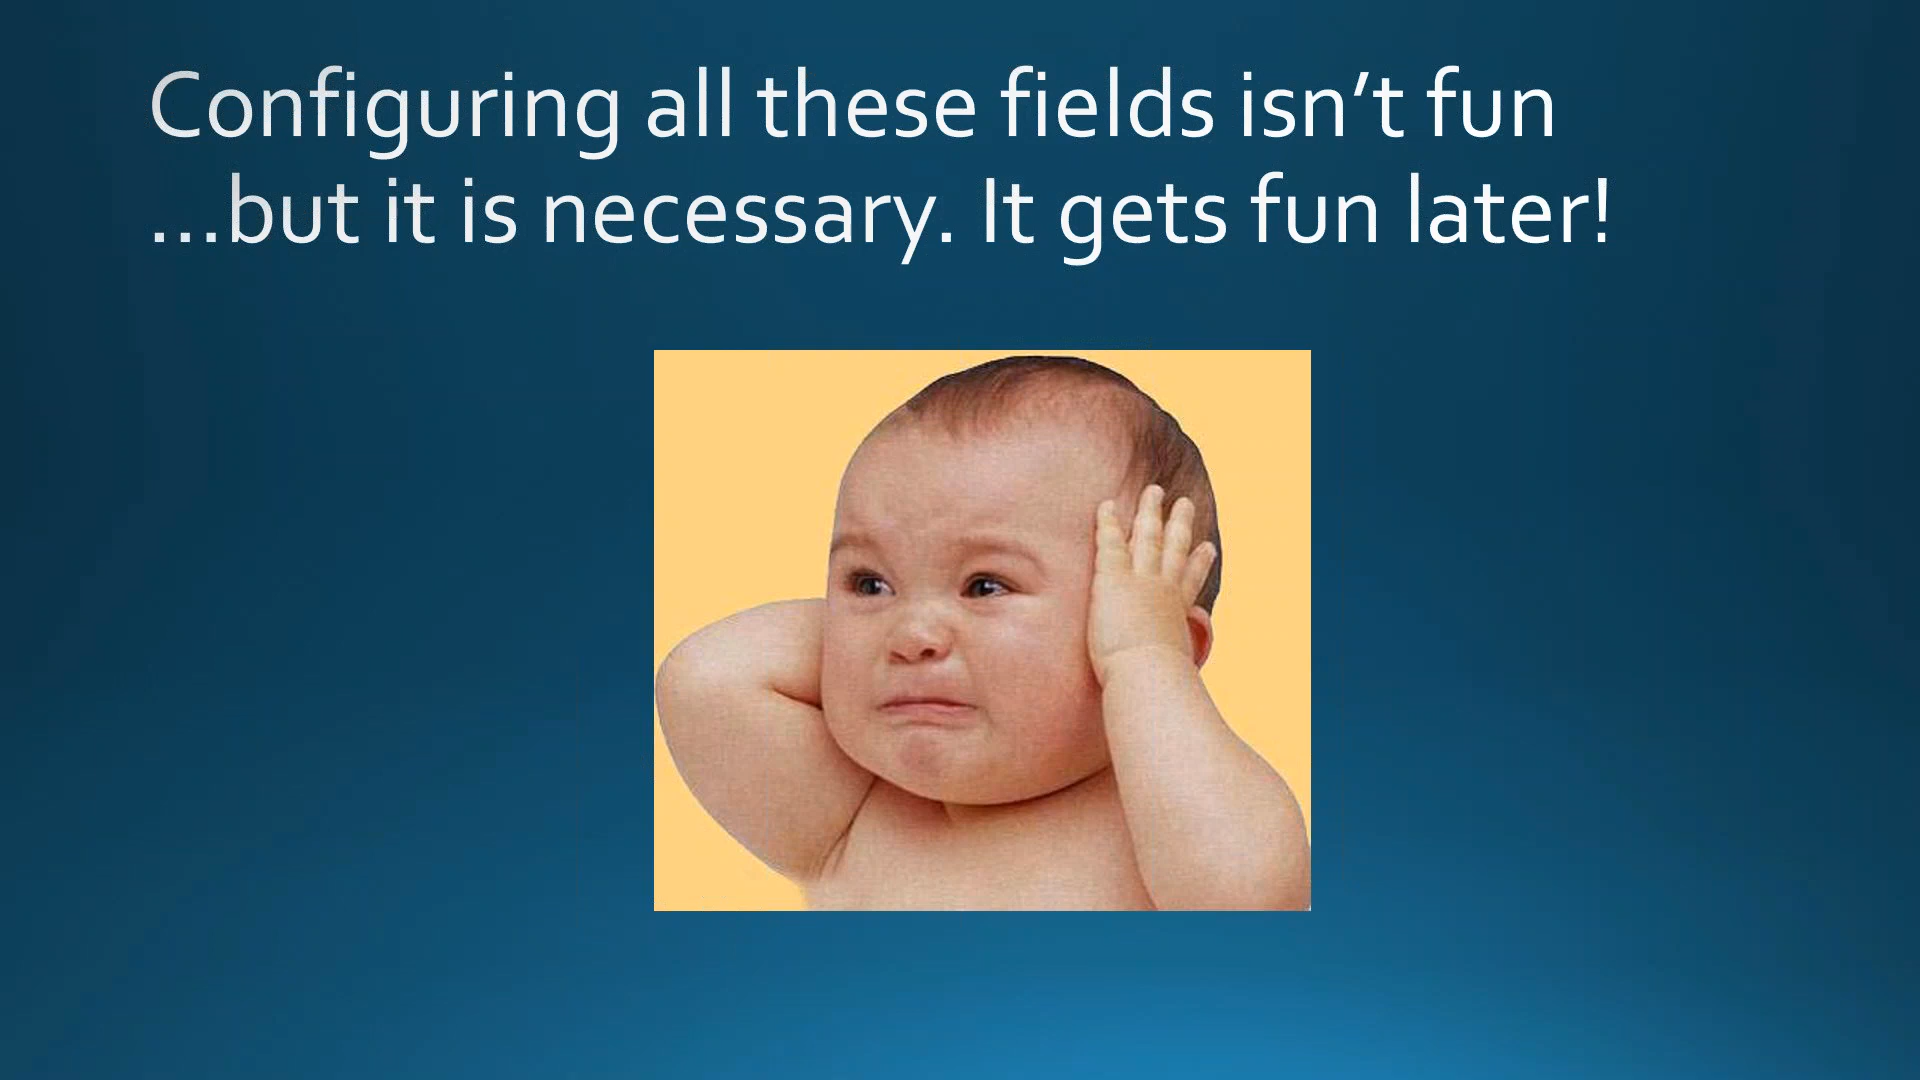 Configuring all these fields isn’t fun
…but it is necessary. It gets fun later!